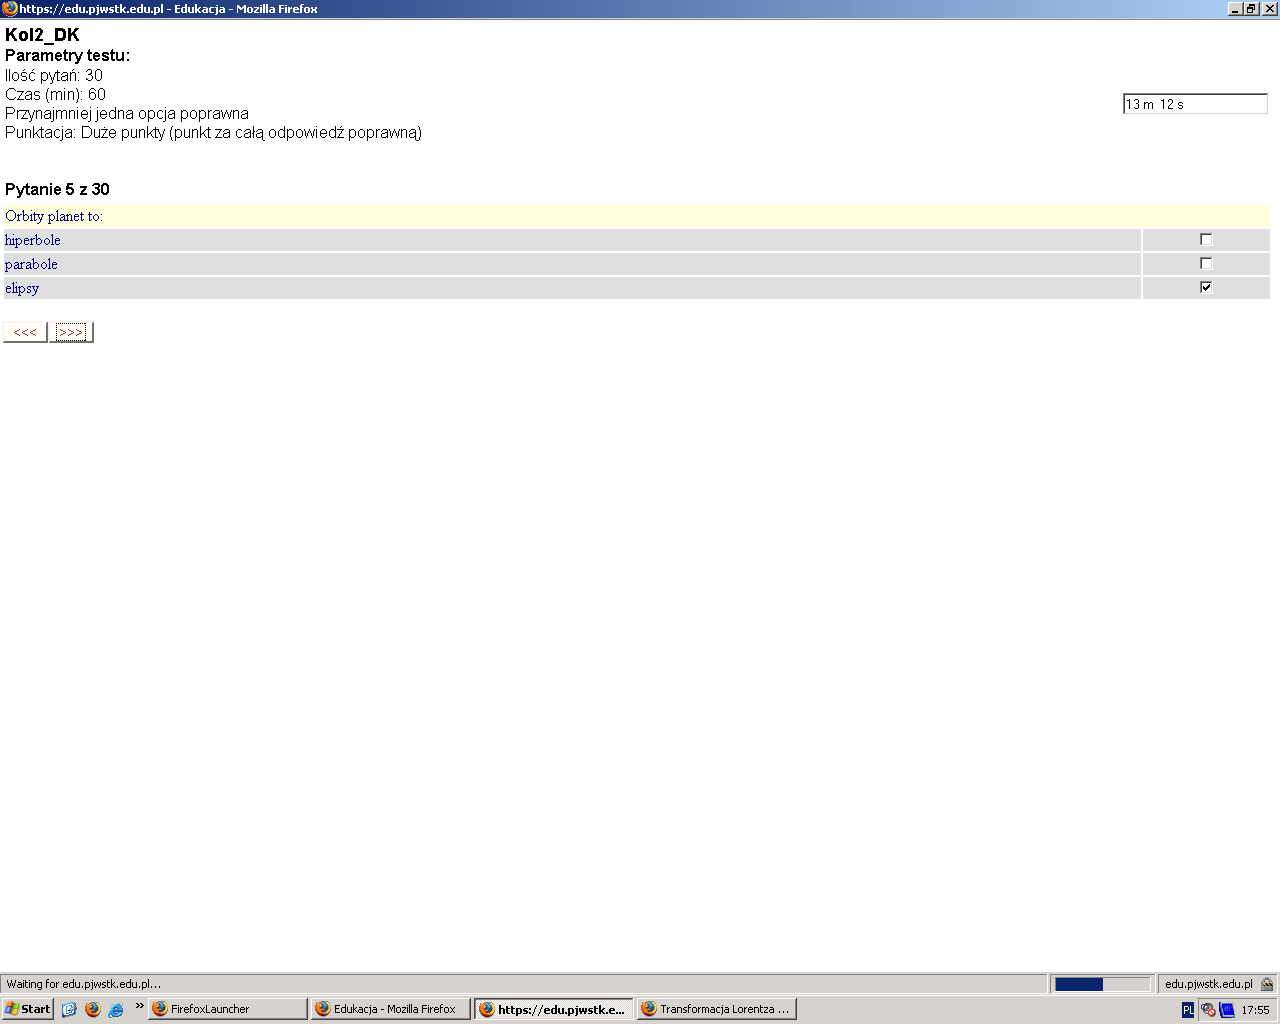 https://edu.pjwstk.edu.pl - Edukacja - Mozilla Firefox
Kol2_DK
Parametry testu:
Ilość pytań: 30
Czas (min): 60
13 m 12 s
Przynajmniej jedna opcja poprawna
Punktacja: Duże punkty (punkt za całą odpowiedź poprawną)
Pytanie 5 z 30
Orbity planet to:
hiperbole
parabole
elipsy
<<< >>>
Waiting for edu.pjwstk.edu.pl...
edu.pjwstk.edu.pl
Start » FirefoxLauncher Edukacja - Mozilla Firefox https://edu.pjwstk.e... Transformacja Lorentza ... PL 17:55